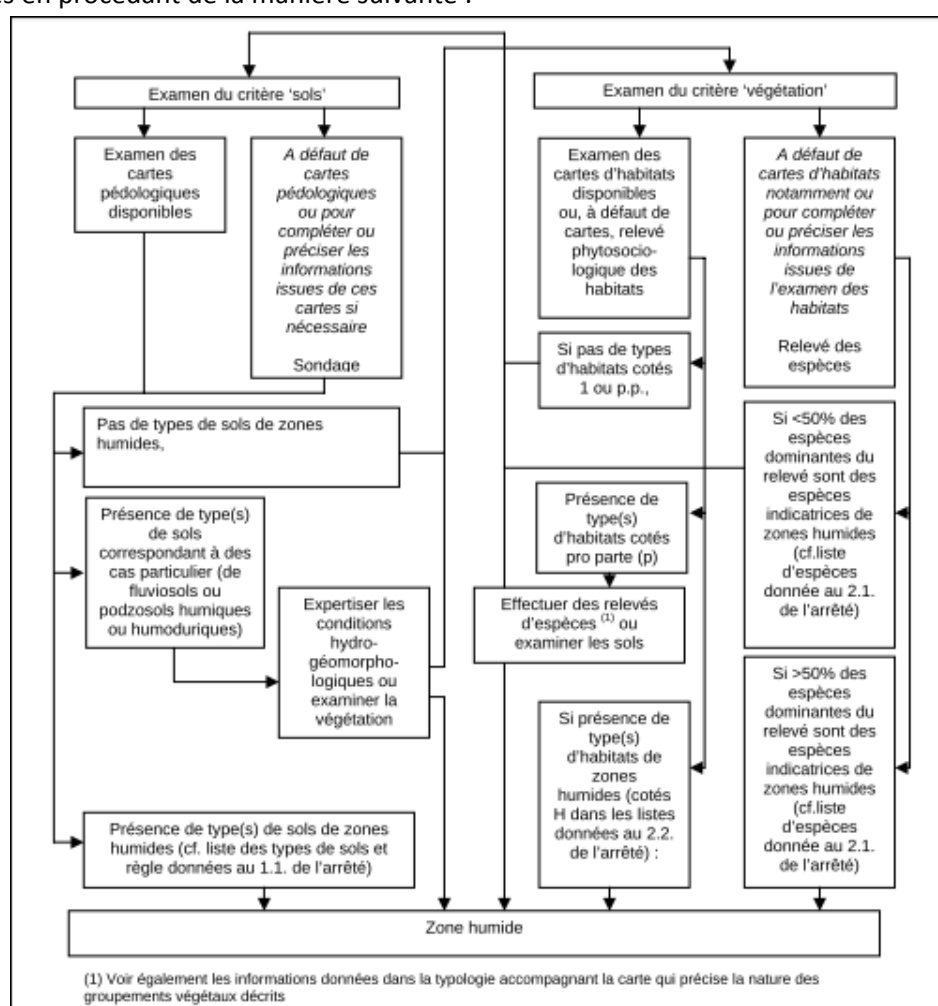 es en procédant de la manière suivante :
Examen du critère ‘sols’
Examen des
cartes
pédologiques
disponibles
A défaut de
cartes
pédologiques
ou pour
compléter ou
préciser les
informations
issues de ces
cartes si
nécessaire
Sondage
Pas de types de sols de zones
humides,
Présence de type(s)
de sols
correspondant à des
cas particulier (de
fluviosols ou
podzosols humiques
ou humoduriques)
Expertiser les
conditions
hydro-
géomorpho-
logiques ou
examiner la
végétation
Présence de type(s) de sols de zones
humides (cf. liste des types de sols et
règle données au 1.1. de l’arrêté)
Examen du critère ‘végétation’
Examen des
cartes d’habitats
disponibles
ou, à défaut de
cartes, relevé
phytosocio-
logique des
habitats
A défaut de
cartes d’habitats
notamment ou
pour compléter
ou préciser les
informations
issues de
l’examen des
habitats
Relevé des
espèces
Si pas de types
d’habitats cotés
1 ou p.p.,
Présence de
type(s)
d’habitats cotés
pro parte (p)
Effectuer des relevés
d’espèces (1) ou
examiner les sols
Si présence de
type(s)
d’habitats de
zones
humides (cotés
H dans les listes
données au 2.2.
de l’arrêté) :
Si <50% des
espèces
dominantes du
relevé sont des
espèces
indicatrices de
zones humides
(cf.liste
d’espèces
donnée au 2.1.
de l’arrêté)
Si >50% des
espèces
dominantes du
relevé sont des
espèces
indicatrices de
zones humides
(cf.liste
d’espèces
donnée au 2.1.
de l’arrêté)
Zone humide
(1) Voir également les informations données dans la typologie accompagnant la carte qui précise la nature des
groupements végétaux décrits